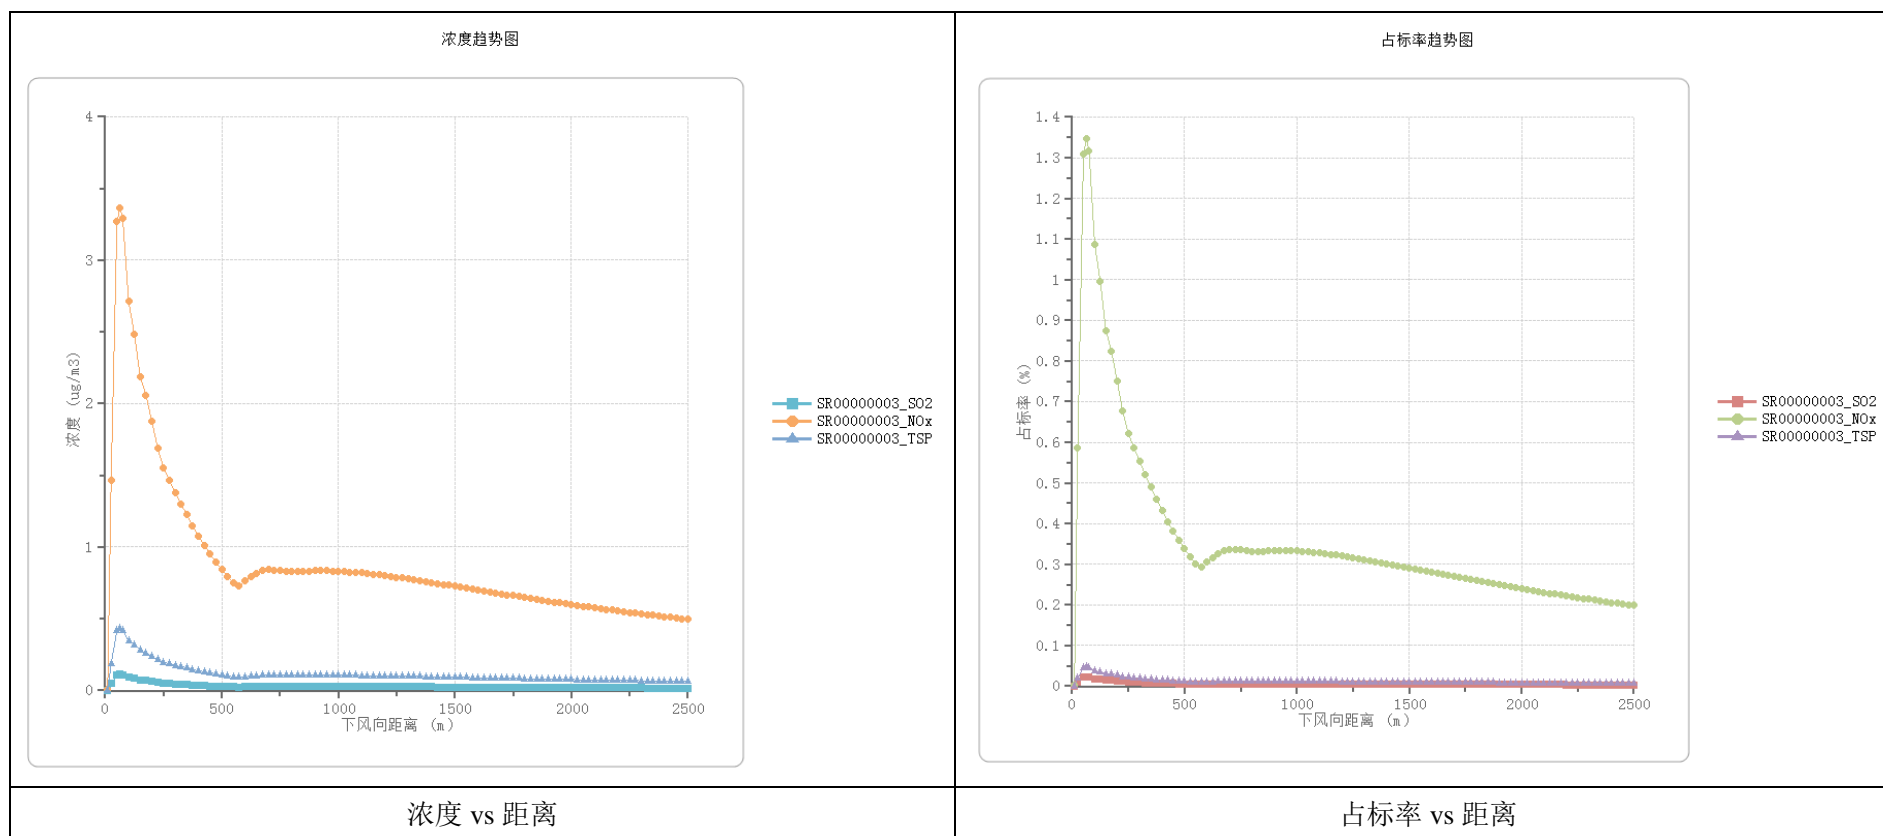 浓度趋势图
4
3
2
1
0
浓度 (ug/m3)
0 500 1000 1500 2000 2500
下风向距离 (m)
SR00000003_SO2
SR00000003_NOx
SR00000003_TSP
浓度 vs 距离
占标率趋势图
1.4
1.3
1.2
1.1
1
0.9
0.8
0.7
0.6
0.5
0.4
0.3
0.2
0.1
0
占标率 (%)
0 500 1000 1500 2000 2500
下风向距离 (m)
SR00000003_SO2
SR00000003_NOx
SR00000003_TSP
占标率 vs 距离